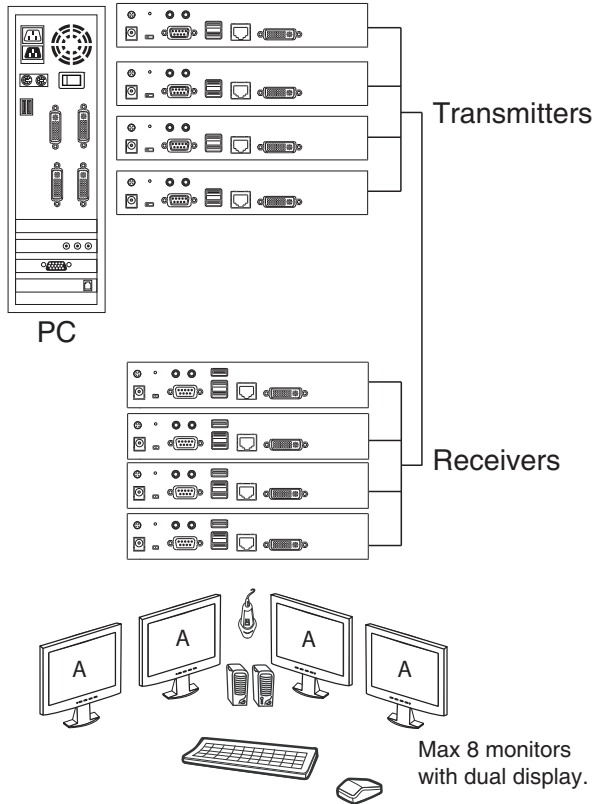 Transmitters
PC
Receivers
A
A
A
A
Max 8 monitors
with dual display.